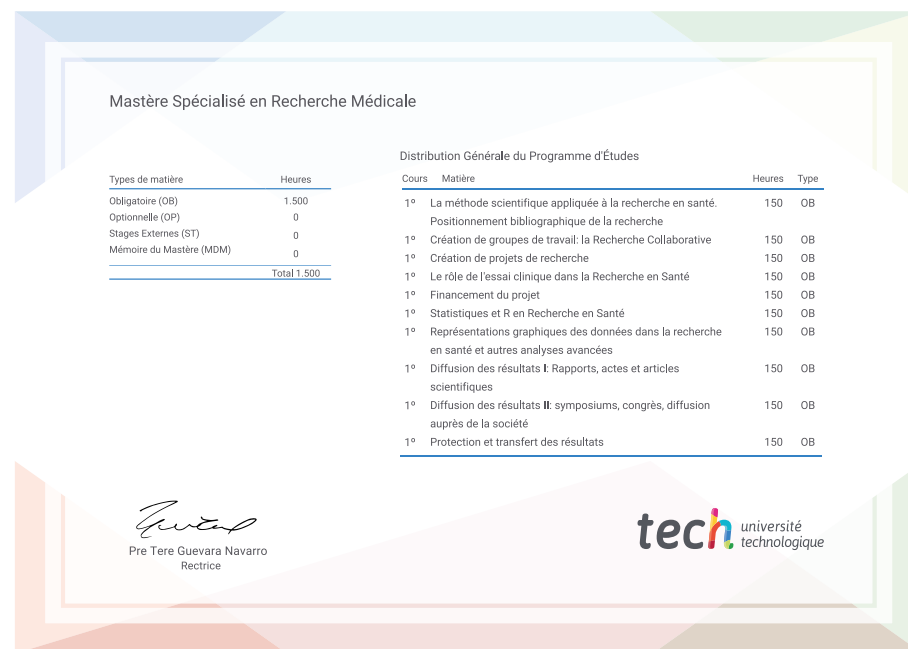 Mastère Spécialisé en Recherche Médicale
Types de matière Heures
Obligatoire (OB) 1.500
Optionnelle (OP) 0
Stages Externes (ST) 0
Mémoire du Mastère (MDM) 0
Total 1.500
Distribution Générale du Programme d'Études
Cours Matière Heures Type
1º La méthode scientifique appliquée à la recherche en santé. 150 OB
Positionnement bibliographique de la recherche
1º Création de groupes de travail: la Recherche Collaborative 150 OB
1º Création de projets de recherche 150 OB
1º Le rôle de l'essai clinique dans la Recherche en Santé 150 OB
1º Financement du projet 150 OB
1º Statistiques et R en Recherche en Santé 150 OB
1º Représentations graphiques des données dans la recherche 150 OB
en santé et autres analyses avancées
1º Diffusion des résultats I: Rapports, actes et articles 150 OB
scientifiques
1º Diffusion des résultats II: symposiums, congrès, diffusion 150 OB
auprès de la société
1º Protection et transfert des résultats 150 OB
Pre Tere Guevara Navarro
Rectrice
tech université
technologique